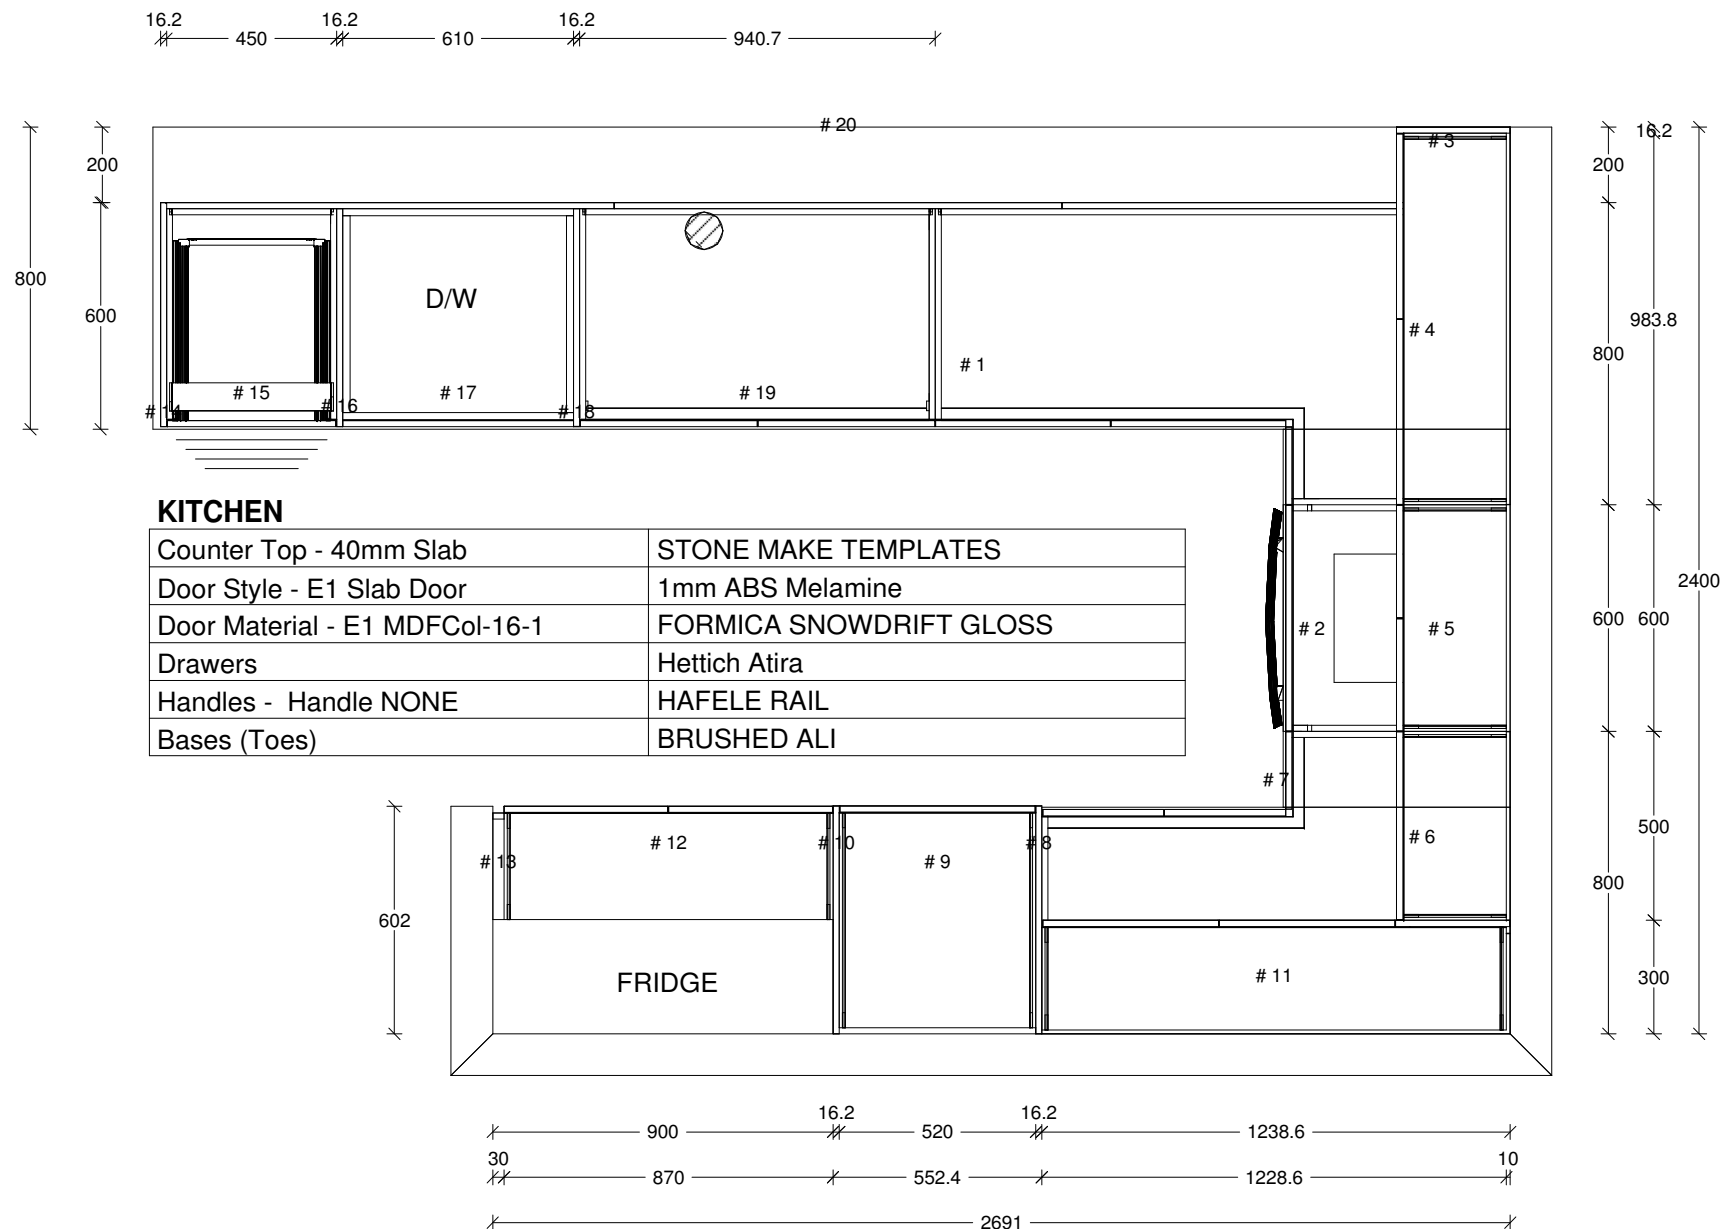 16.2 16.2 16.2
450 610 940.7
# 20
16.2
# 3
200
200
800
600
D/W
# 1
# 4
983.8
800
# 14 # 15 # 16 # 17 # 18 # 19
KITCHEN
Counter Top - 40mm Slab STONE MAKE TEMPLATES
Door Style - E1 Slab Door 1mm ABS Melamine
Door Material - E1 MDFCol-16-1 FORMICA SNOWDRIFT GLOSS
Drawers Hettich Atira
Handles - Handle NONE HAFELE RAIL
Bases (Toes) BRUSHED ALI
2400
# 2 # 5 600 600
# 7
# 13 # 12 # 10 # 9 # 8 # 6 500
800
602
FRIDGE
# 11 300
16.2 16.2
900 520 1238.6
30 10
870 552.4 1228.6
2691